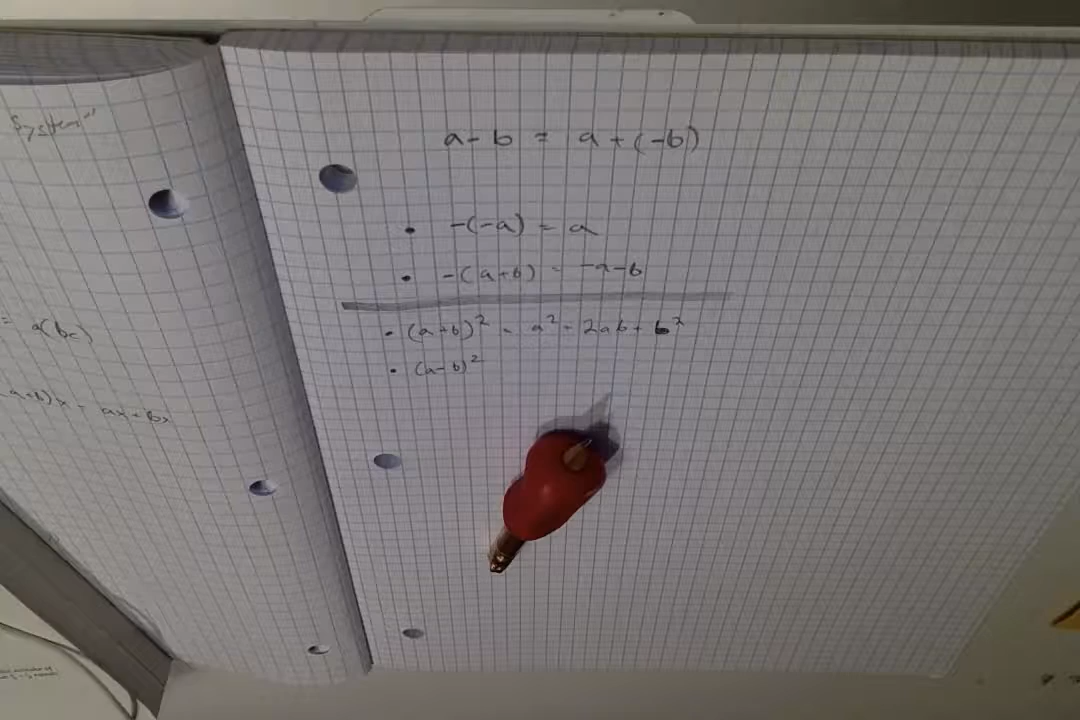 System"
= a(bc)
a+b)x = ax+bx
a - b = a + (-b)
• -(-a) = a
• -(a+b) = -a-b
• (a+b)² = a² + 2ab + b²
• (a-b)²